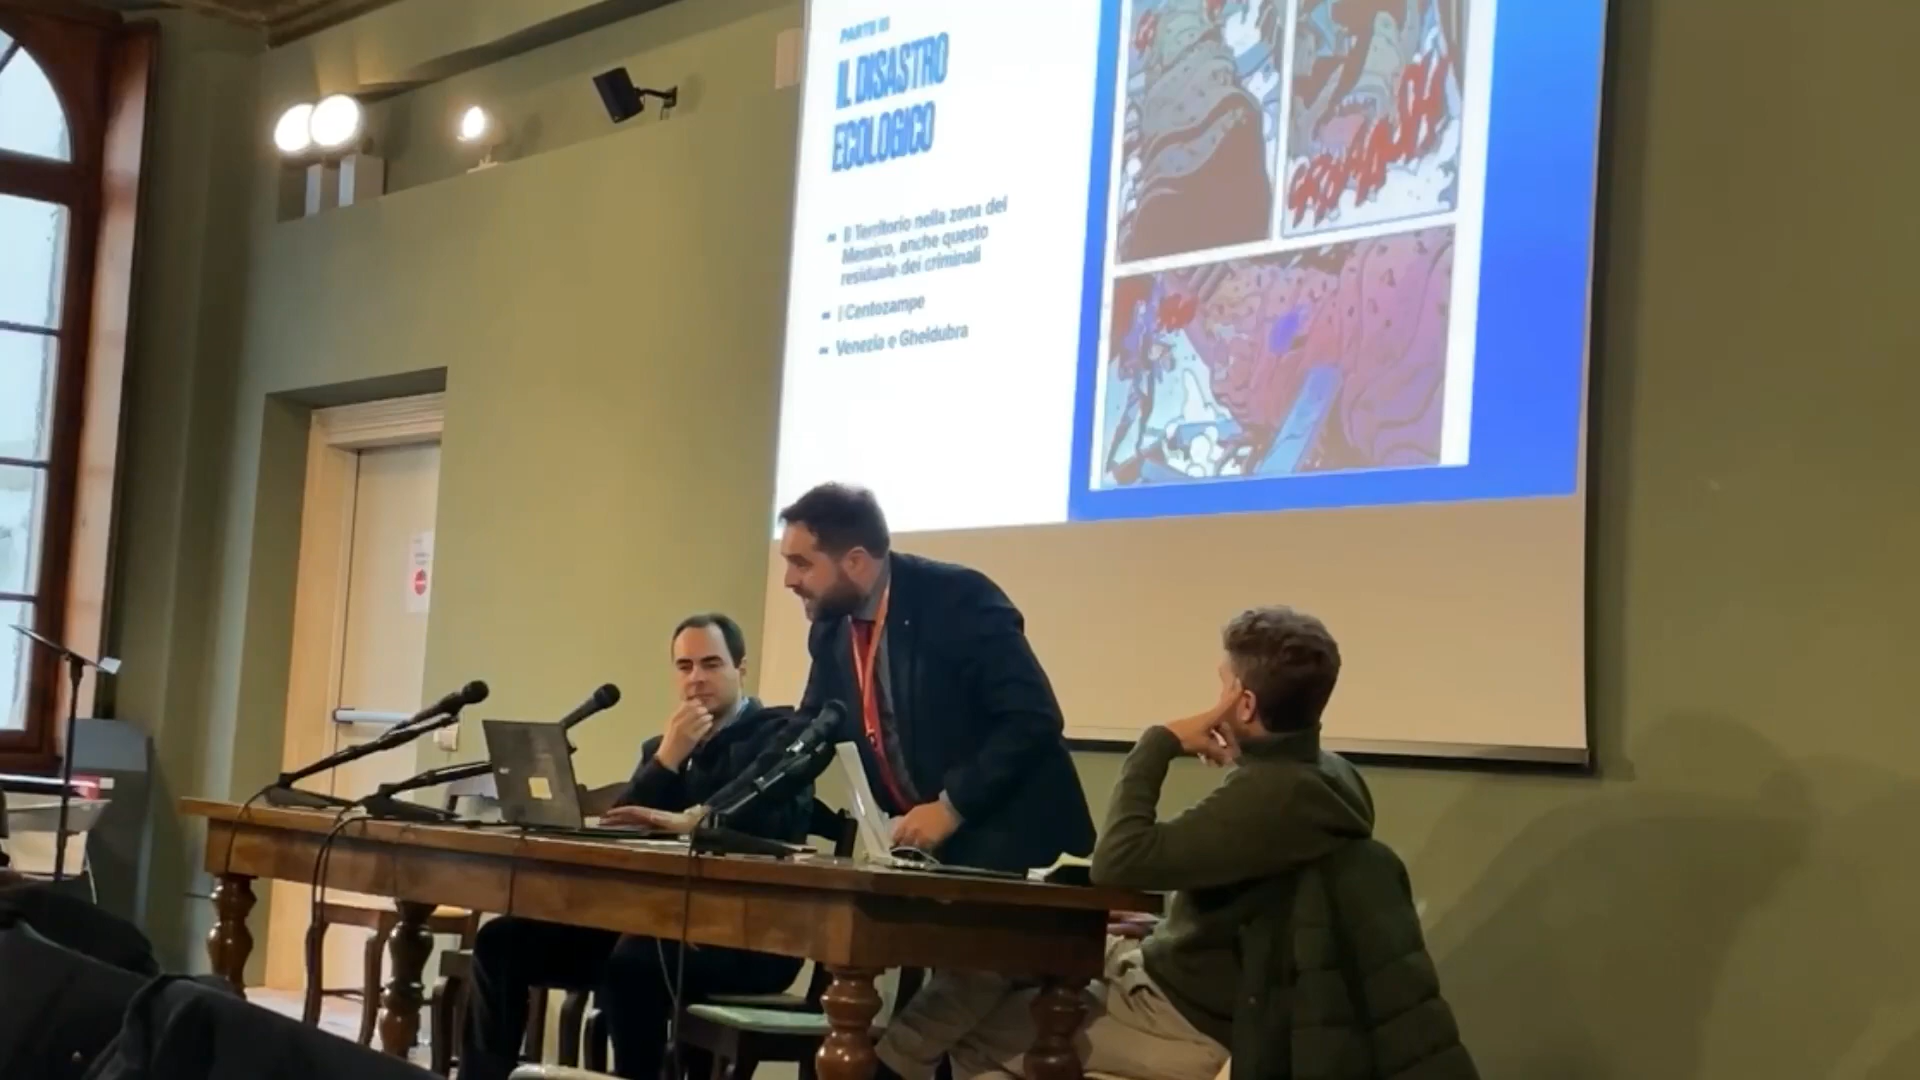 PARTE III
IL DISASTRO
ECOLOGICO
- Il Territorio nella zona del
Messico, anche questo
residuale dei criminali
- I Centozampe
- Venezia e Gheldubra